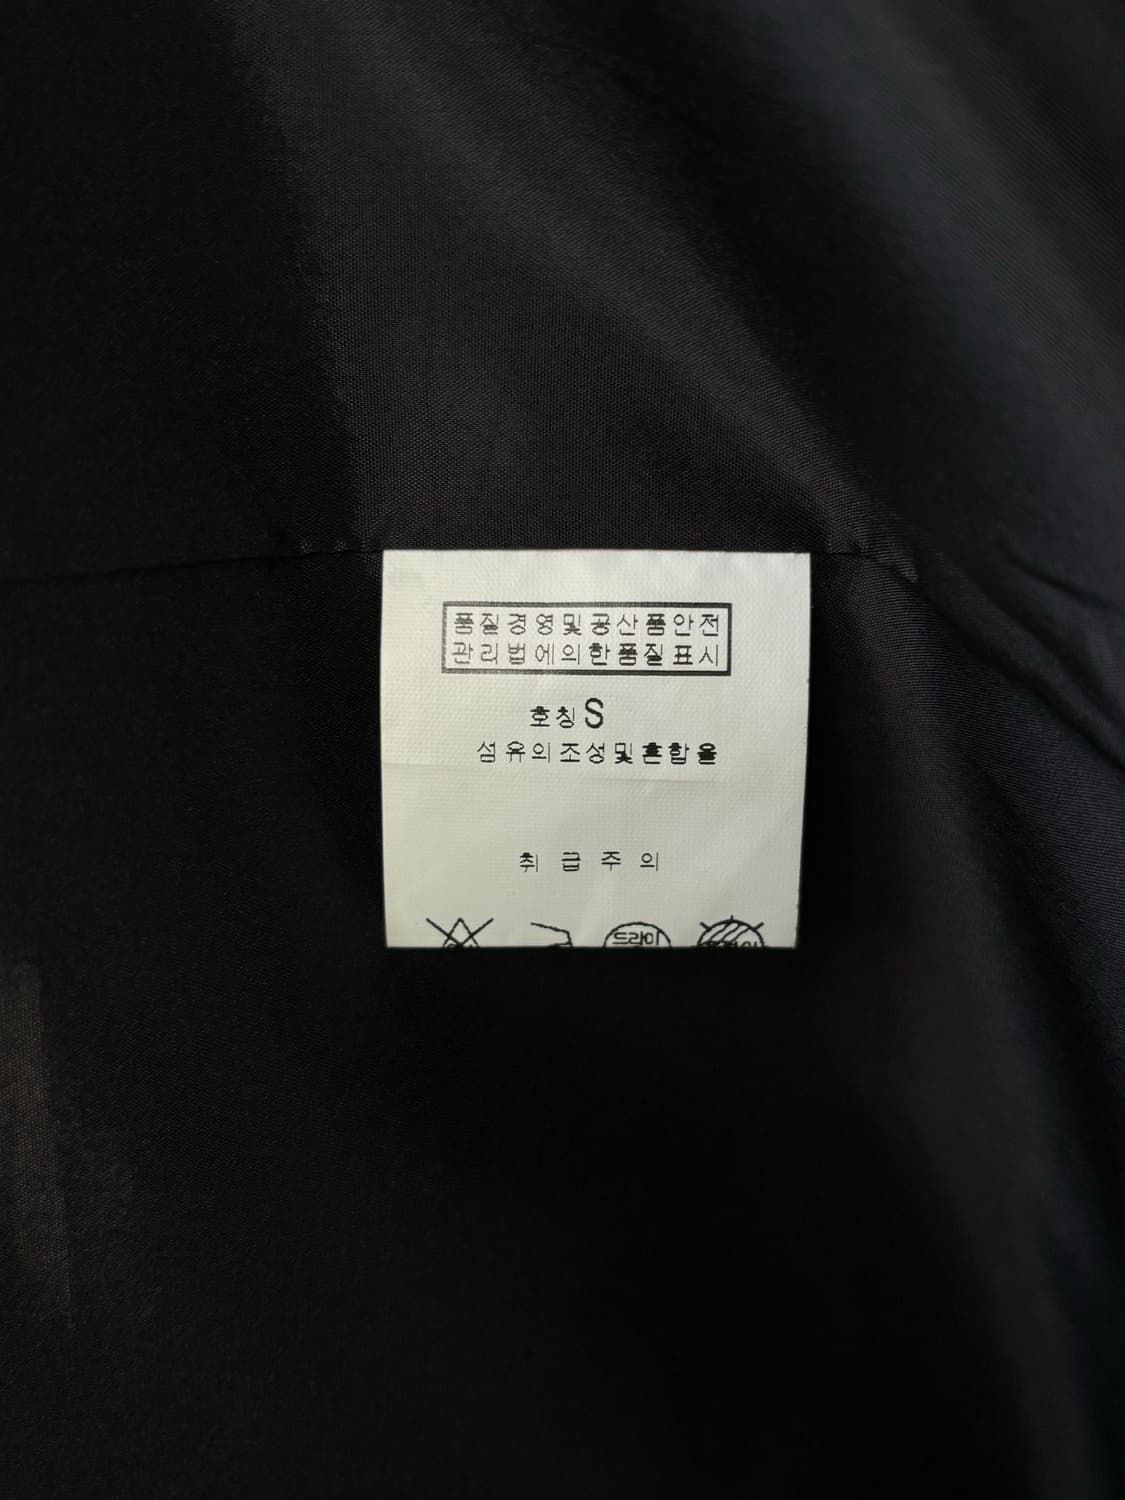 품질경영및공산품안전
관리법에의한품질표시
호칭 S
섬유의조성및혼합율
취급주의
드라이